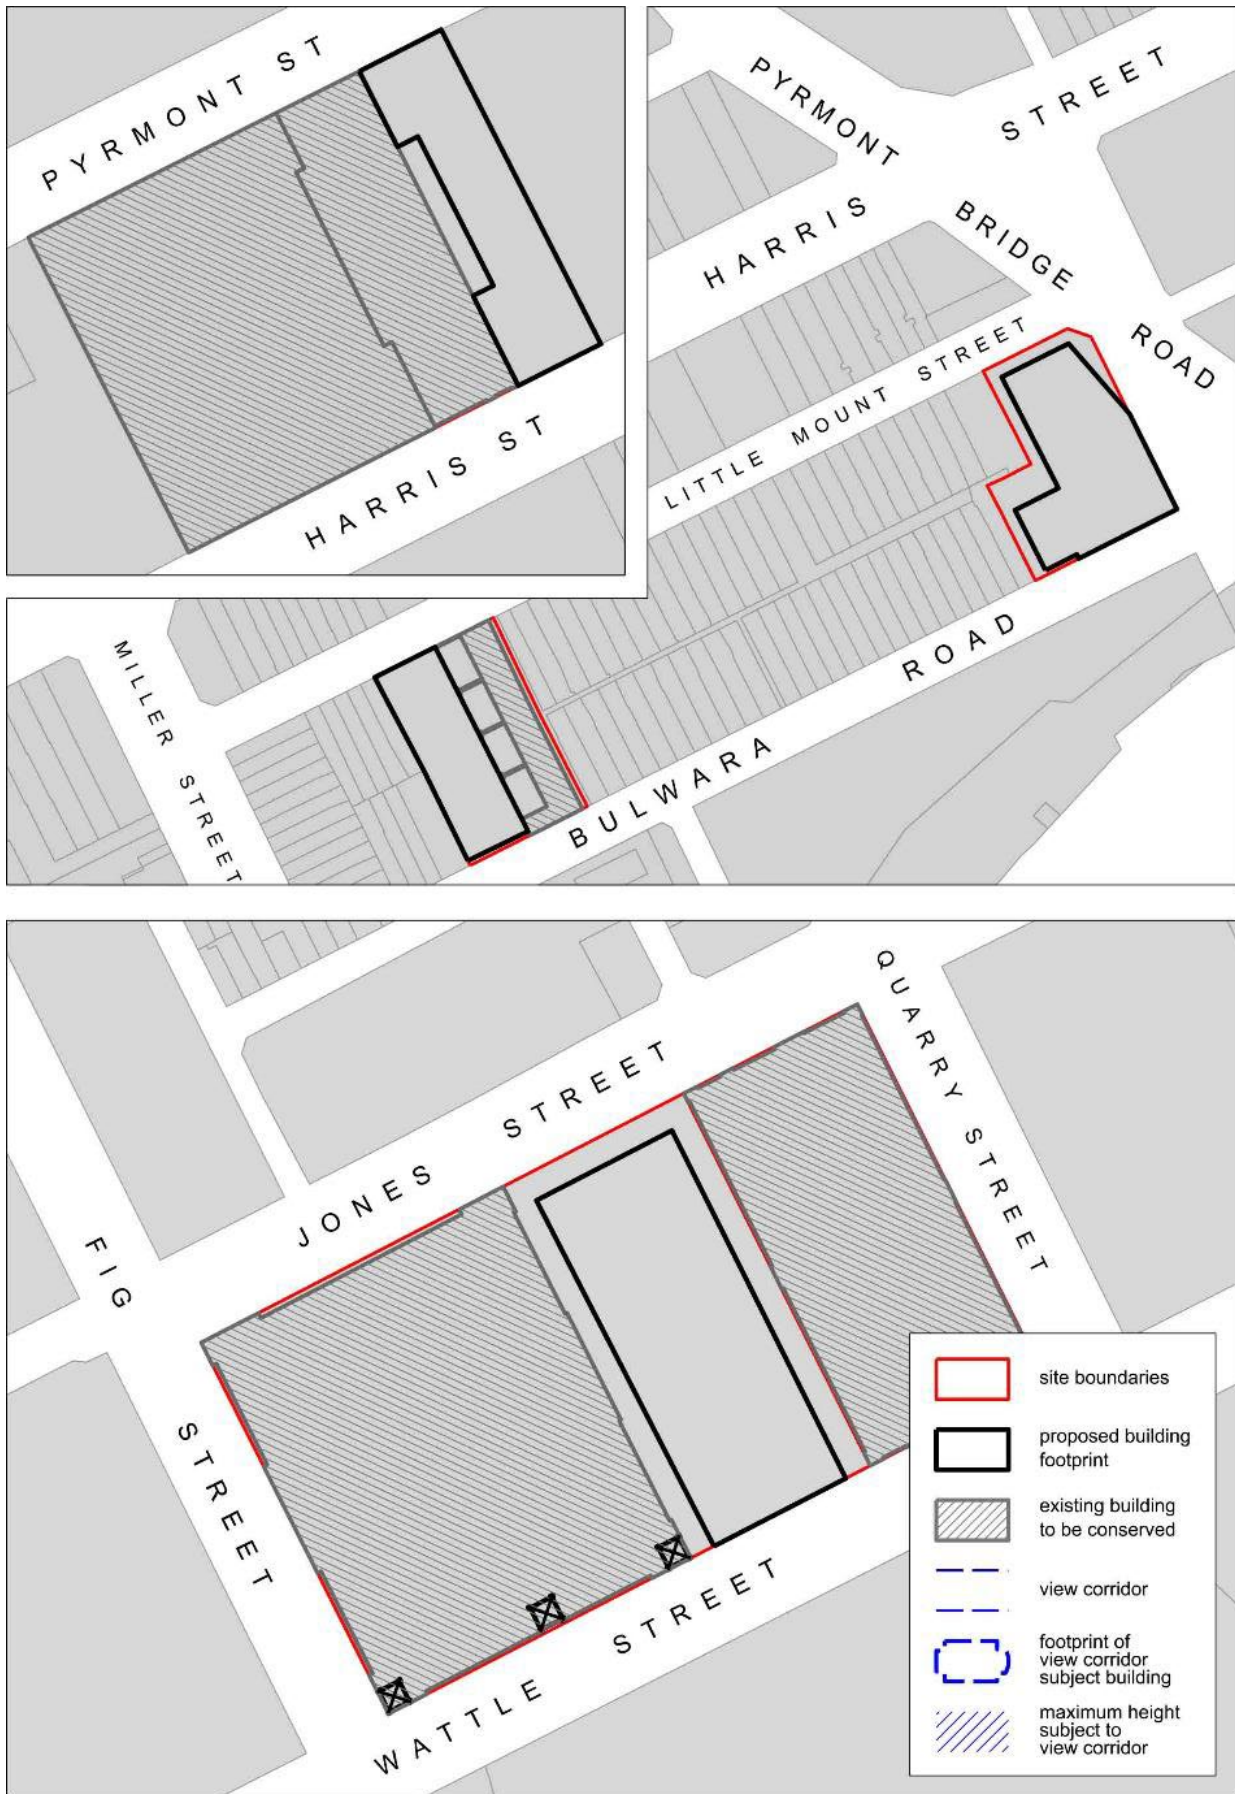 PYRMONT ST
HARRIS ST
PYRMONT
BRIDGE
ROAD
HARRIS STREET
LITTLE MOUNT STREET
BULWARA ROAD
MILLER STREET
QUARRY STREET
JONES STREET
FIG STREET
WATTLE STREET
site boundaries
proposed building
footprint
existing building
to be conserved
view corridor
footprint of
view corridor
subject building
maximum height
subject to
view corridor